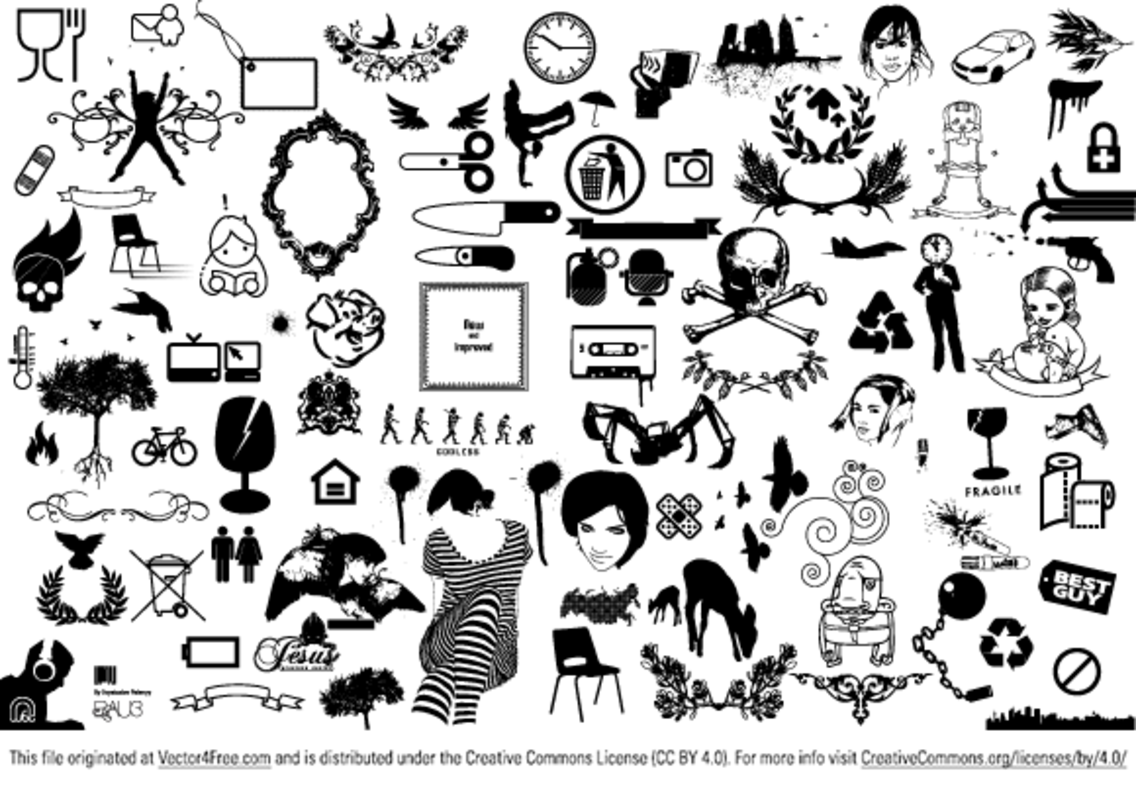 New
and
improved
GODLESS
FRAGILE
BEST
GUY
Jesus
This file originated at Vector4Free.com and is distributed under the Creative Commons License (CC BY 4.0). For more info visit CreativeCommons.org/licenses/by/4.0/